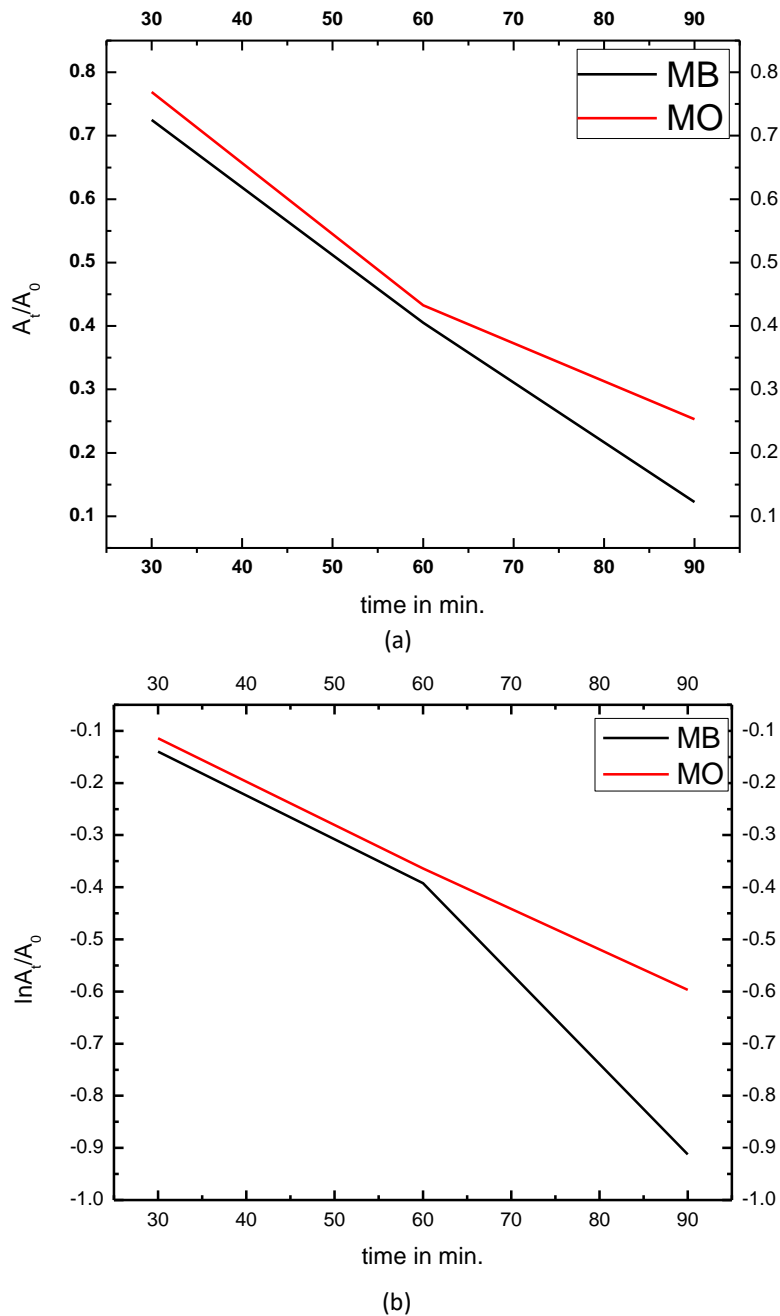 30 40 50 60 70 80 90
0.8 0.8
0.7 0.7
0.6 0.6
0.5 0.5
0.4 0.4
0.3 0.3
0.2 0.2
0.1 0.1
MB
MO
Aₜ/A₀
30 40 50 60 70 80 90
time in min.
(a)
30 40 50 60 70 80 90
-0.1 -0.1
-0.2 -0.2
-0.3 -0.3
-0.4 -0.4
-0.5 -0.5
-0.6 -0.6
-0.7 -0.7
-0.8 -0.8
-0.9 -0.9
-1.0 -1.0
MB
MO
lnAₜ/A₀
30 40 50 60 70 80 90
time in min.
(b)